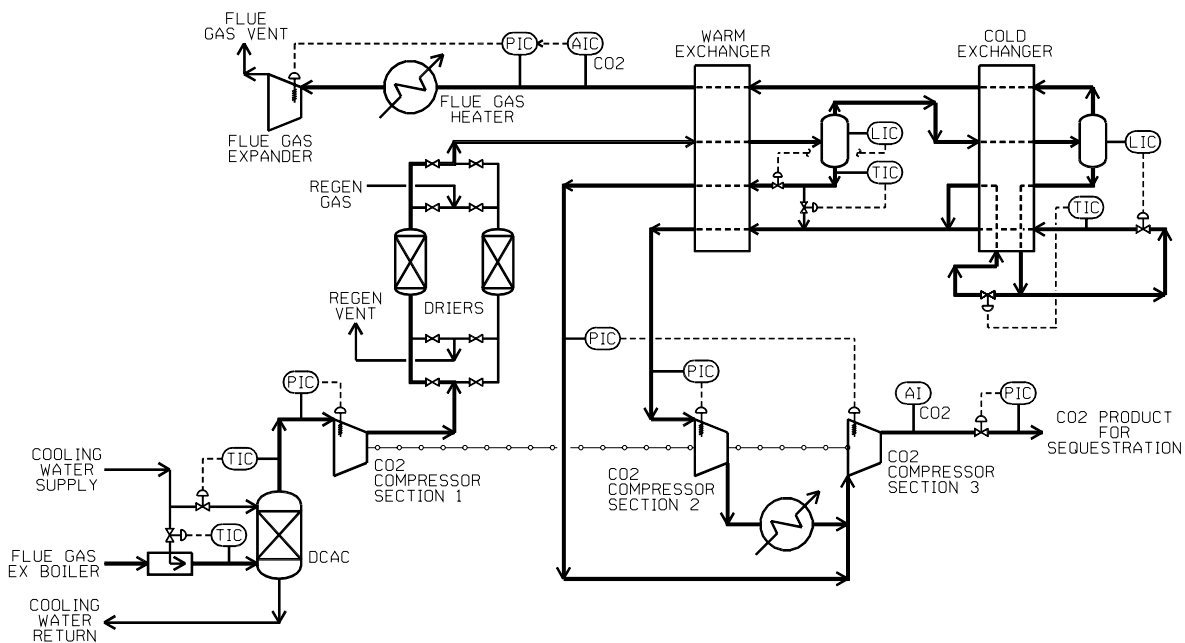 FLUE
GAS VENT
PIC
AIC
CO2
WARM
EXCHANGER
COLD
EXCHANGER
FLUE GAS
HEATER
FLUE GAS
EXPANDER
LIC
LIC
TIC
REGEN
GAS
TIC
DRIERS
REGEN
VENT
PIC
PIC
PIC
AI
CO2
PIC
CO2 PRODUCT
FOR
SEQUESTRATION
COOLING
WATER
SUPPLY
TIC
CO2
COMPRESSOR
SECTION 1
CO2
COMPRESSOR
SECTION 2
CO2
COMPRESSOR
SECTION 3
TIC
FLUE GAS
EX BOILER
DCAC
COOLING
WATER
RETURN